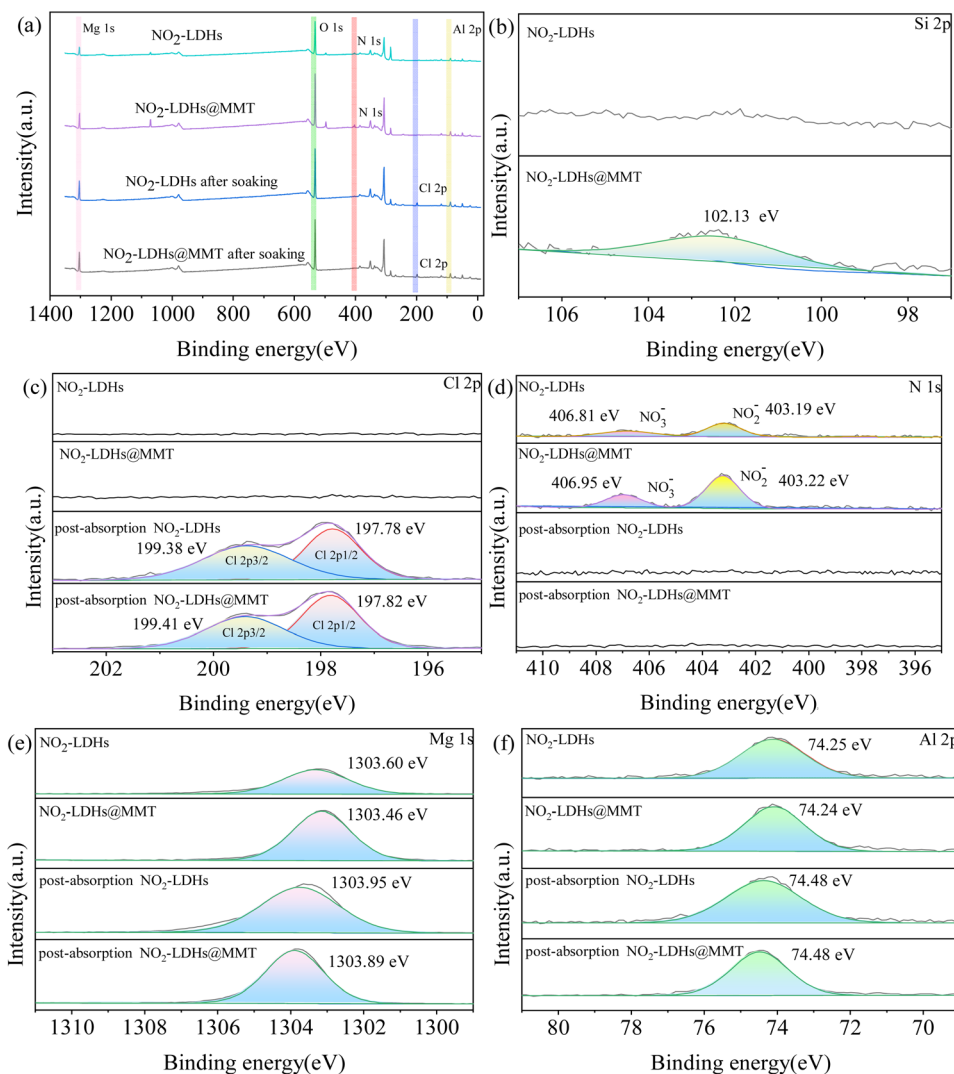 (a)
Mg 1s
NO₂-LDHs
O 1s
N 1s
Al 2p
NO₂-LDHs@MMT
N 1s
NO₂-LDHs after soaking
Cl 2p
NO₂-LDHs@MMT after soaking
Cl 2p
Intensity(a.u.)
1400 1200 1000 800 600 400 200 0
Binding energy(eV)
(b)
NO₂-LDHs
Si 2p
NO₂-LDHs@MMT
102.13 eV
Intensity(a.u.)
106 104 102 100 98
Binding energy(eV)
(c)
NO₂-LDHs
Cl 2p
NO₂-LDHs@MMT
post-absorption NO₂-LDHs
199.38 eV
197.78 eV
Cl 2p3/2
Cl 2p1/2
post-absorption NO₂-LDHs@MMT
199.41 eV
197.82 eV
Cl 2p3/2
Cl 2p1/2
Intensity(a.u.)
202 200 198 196
Binding energy(eV)
(d)
NO₂-LDHs
N 1s
406.81 eV
NO₃⁻
NO₂⁻
403.19 eV
NO₂-LDHs@MMT
406.95 eV
NO₃⁻
NO₂⁻
403.22 eV
post-absorption NO₂-LDHs
post-absorption NO₂-LDHs@MMT
Intensity(a.u.)
410 408 406 404 402 400 398 396
Binding energy(eV)
(e)
NO₂-LDHs
Mg 1s
1303.60 eV
NO₂-LDHs@MMT
1303.46 eV
post-absorption NO₂-LDHs
1303.95 eV
post-absorption NO₂-LDHs@MMT
1303.89 eV
Intensity(a.u.)
1310 1308 1306 1304 1302 1300
Binding energy(eV)
(f)
NO₂-LDHs
Al 2p
74.25 eV
NO₂-LDHs@MMT
74.24 eV
post-absorption NO₂-LDHs
74.48 eV
post-absorption NO₂-LDHs@MMT
74.48 eV
Intensity(a.u.)
80 78 76 74 72 70
Binding energy(eV)